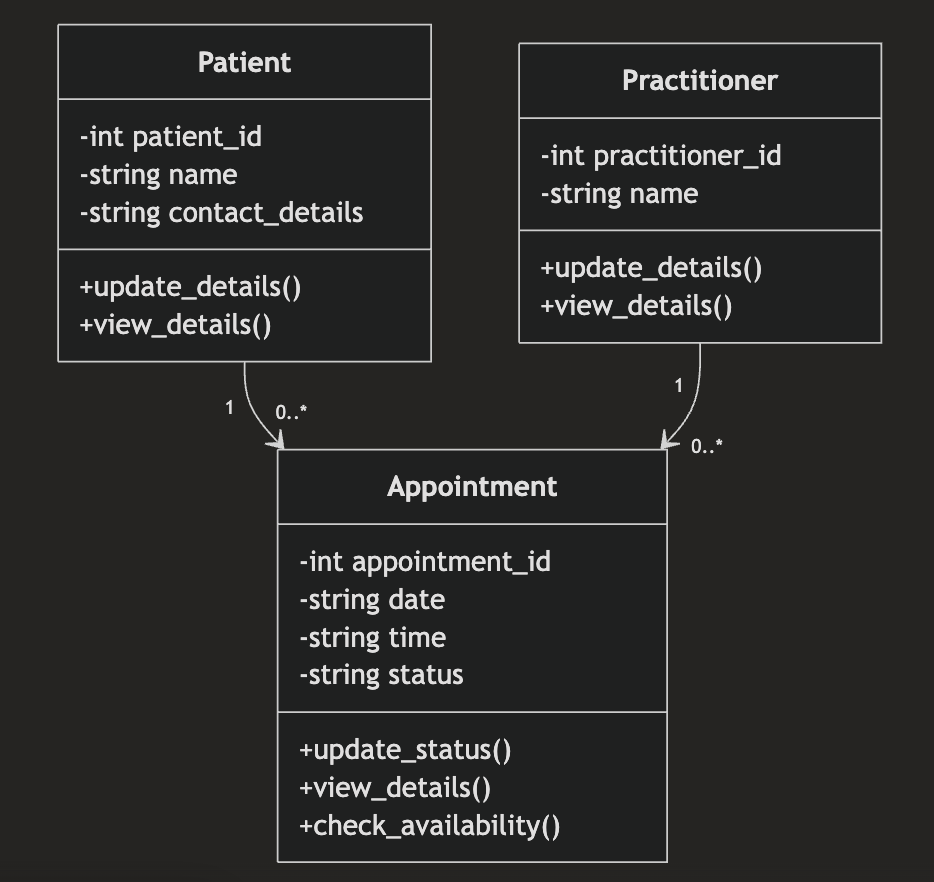 Patient
-int patient_id
-string name
-string contact_details
+update_details()
+view_details()
Practitioner
-int practitioner_id
-string name
+update_details()
+view_details()
1
0..*
1
0..*
Appointment
-int appointment_id
-string date
-string time
-string status
+update_status()
+view_details()
+check_availability()